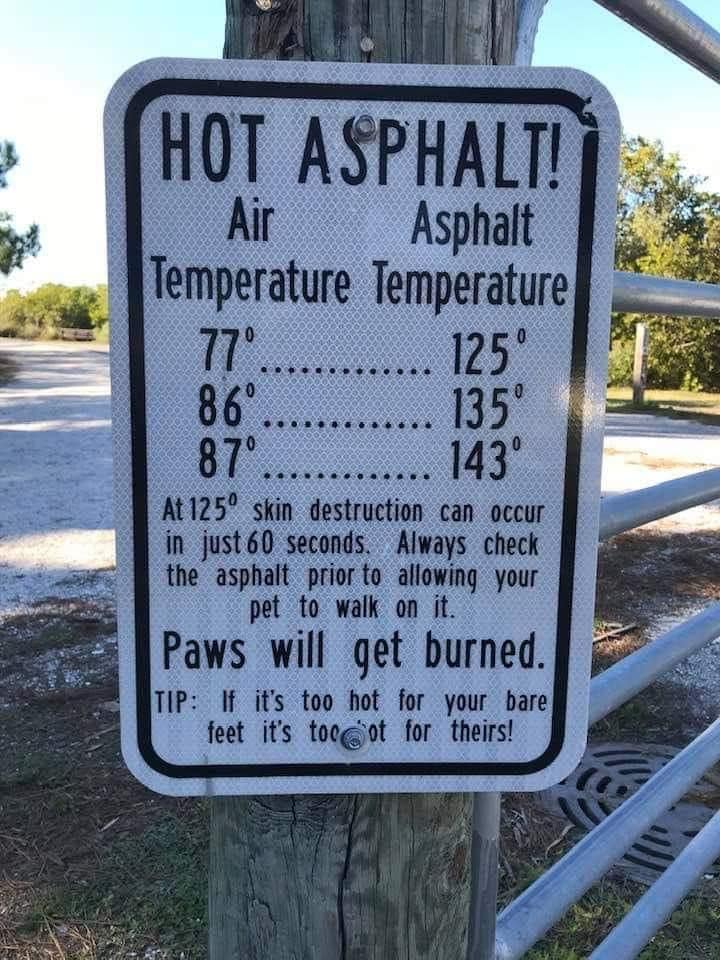 HOT ASPHALT!
Air Asphalt
Temperature Temperature
77° ............. 125°
86° ............. 135°
87° ............. 143°
At 125° skin destruction can occur
in just 60 seconds. Always check
the asphalt prior to allowing your
pet to walk on it.
Paws will get burned.
TIP: If it's too hot for your bare
feet it's too hot for theirs!